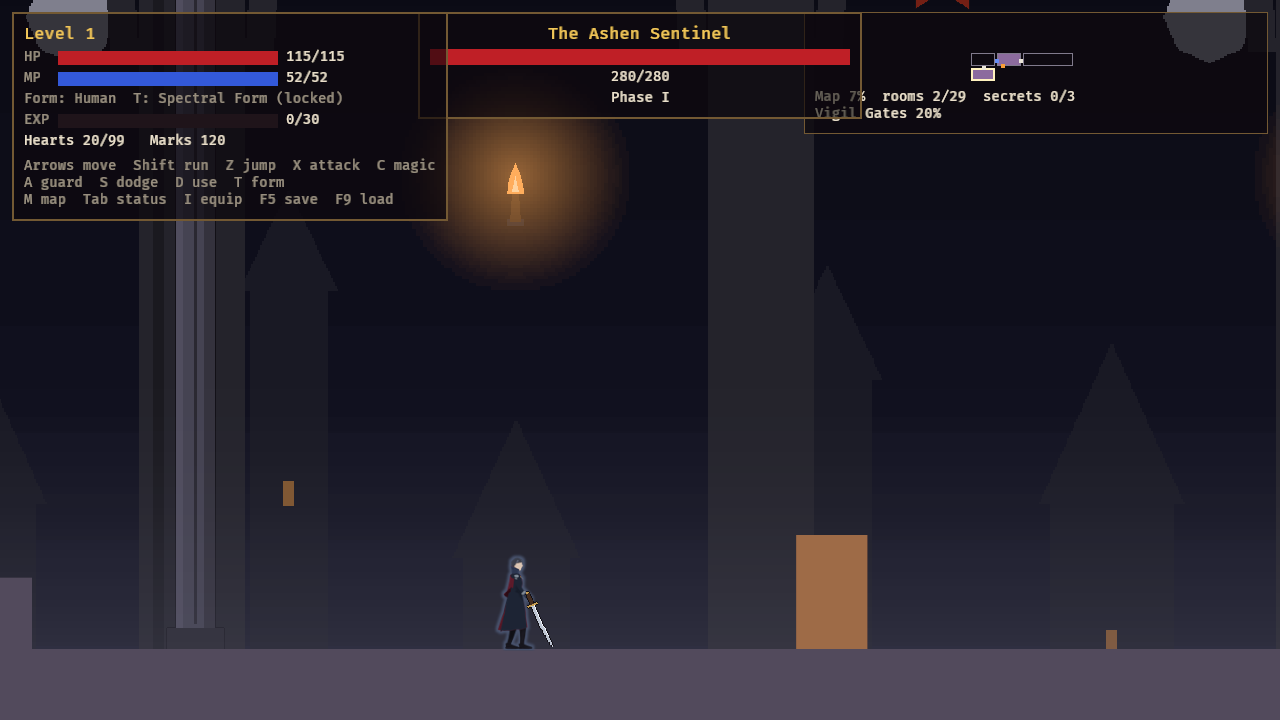 Level 1
HP 115/115
MP 52/52
Form: Human  T: Spectral Form (locked)
EXP 0/30
Hearts 20/99  Marks 120
Arrows move  Shift run  Z jump  X attack  C magic
A guard  S dodge  D use  T form
M map  Tab status  I equip  F5 save  F9 load
The Ashen Sentinel
280/280
Phase I
Map 7%  rooms 2/29  secrets 0/3
Vigil Gates 20%